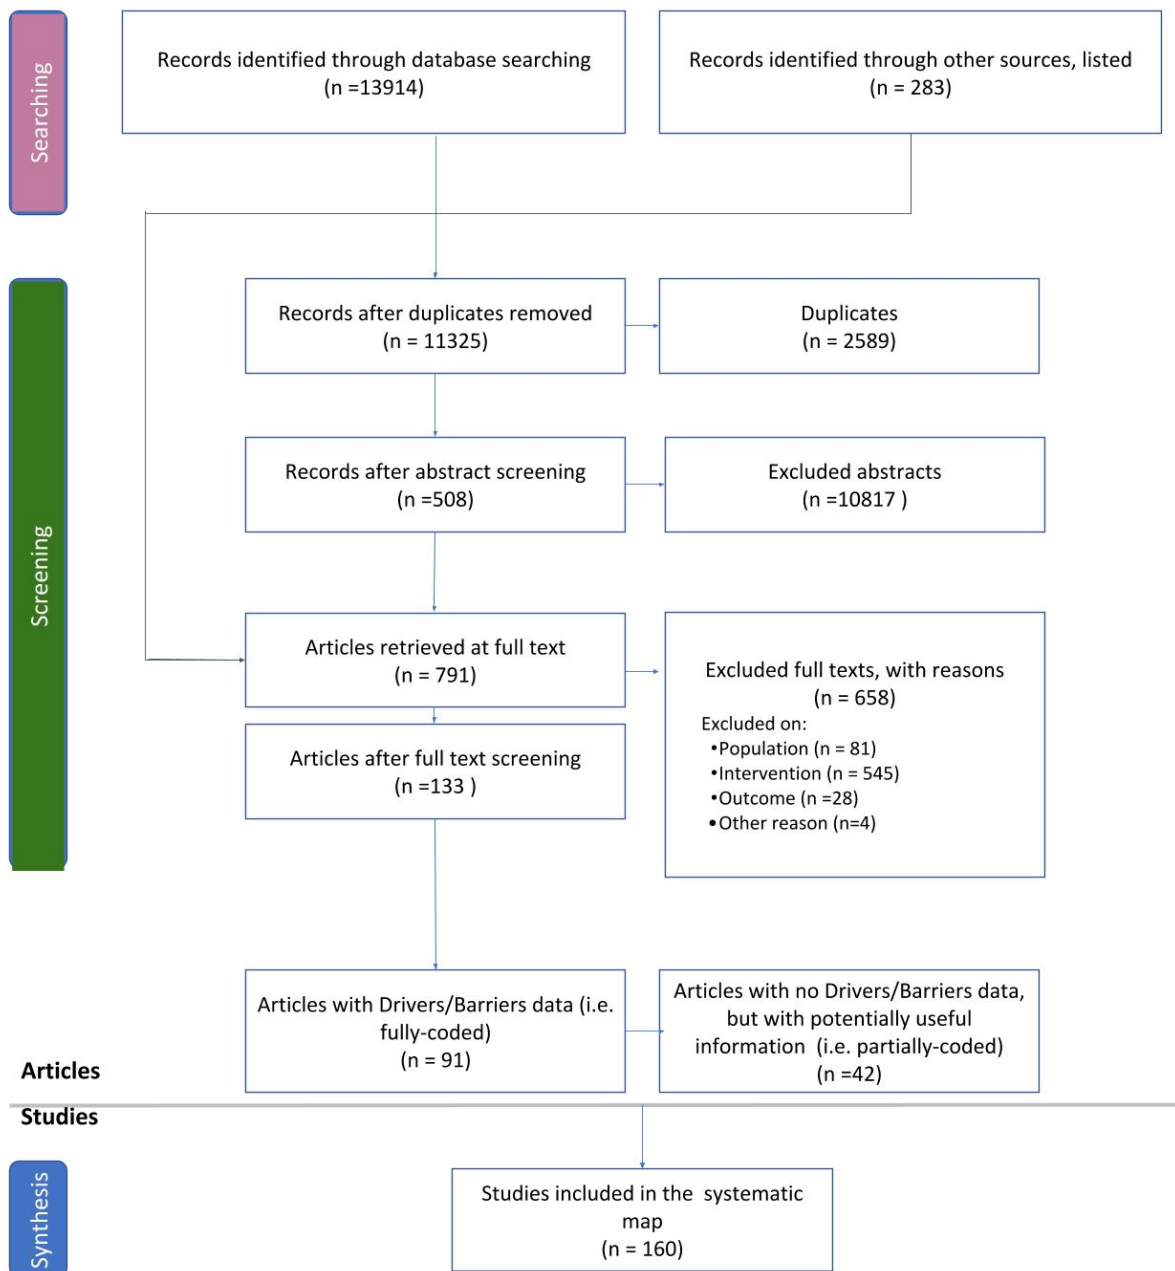 Searching
Records identified through database searching
(n =13914)
Records identified through other sources, listed
(n = 283)
Screening
Records after duplicates removed
(n = 11325)
Duplicates
(n = 2589)
Records after abstract screening
(n =508)
Excluded abstracts
(n =10817 )
Articles retrieved at full text
(n = 791)
Excluded full texts, with reasons
(n = 658)
Excluded on:
•Population (n = 81)
•Intervention (n = 545)
•Outcome (n =28)
•Other reason (n=4)
Articles after full text screening
(n =133 )
Articles with Drivers/Barriers data (i.e.
fully-coded)
(n = 91)
Articles with no Drivers/Barriers data,
but with potentially useful
information  (i.e. partially-coded)
(n =42)
Articles
Studies
Synthesis
Studies included in the  systematic
map
(n = 160)